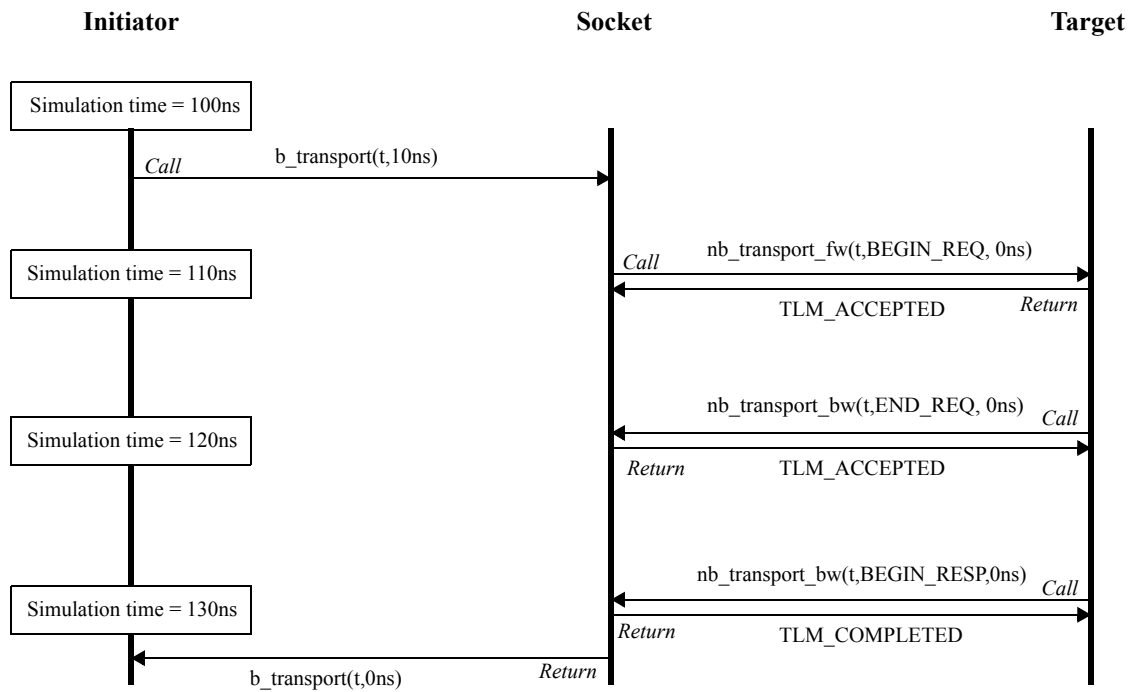 Initiator
Socket
Target
Simulation time = 100ns
b_transport(t,10ns)
Call
nb_transport_fw(t,BEGIN_REQ, 0ns)
Call
Simulation time = 110ns
TLM_ACCEPTED
Return
nb_transport_bw(t,END_REQ, 0ns)
Call
Simulation time = 120ns
Return
TLM_ACCEPTED
nb_transport_bw(t,BEGIN_RESP,0ns)
Call
Simulation time = 130ns
Return
TLM_COMPLETED
b_transport(t,0ns)
Return